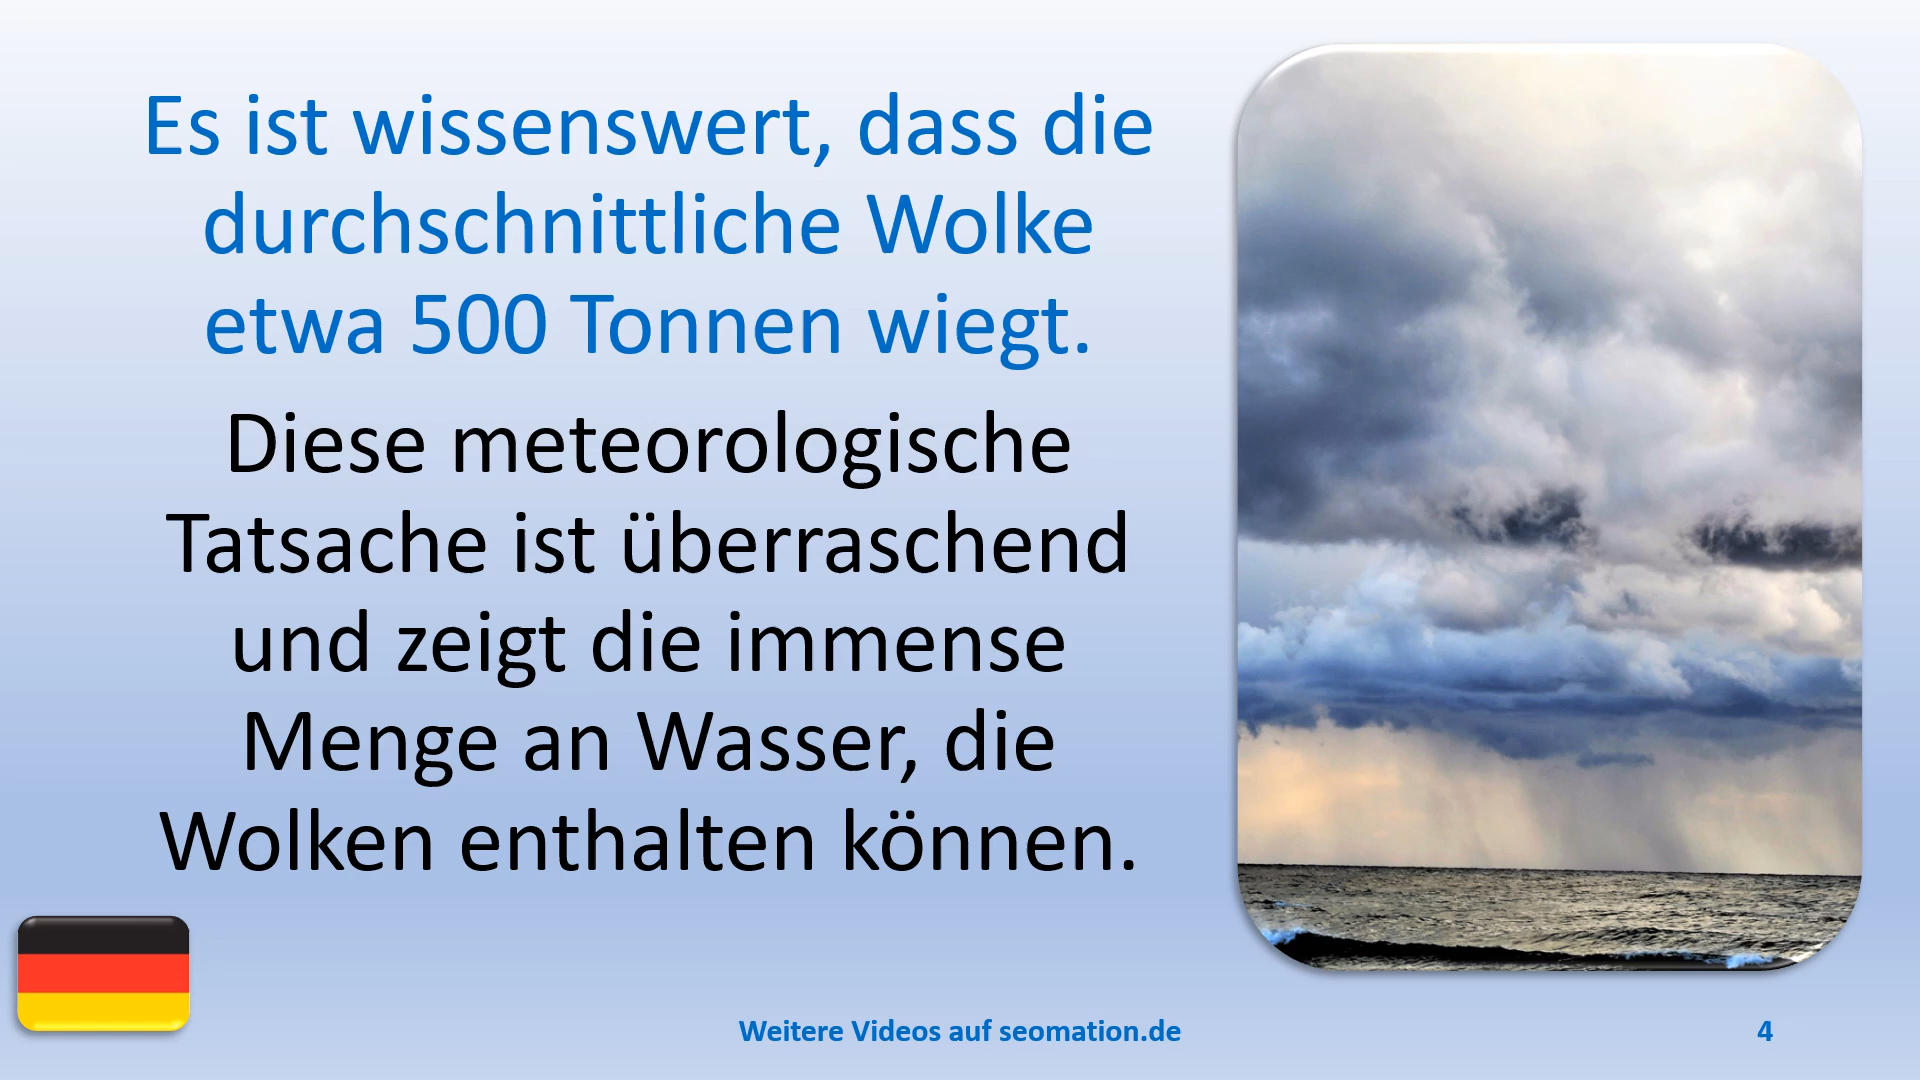 Es ist wissenswert, dass die
durchschnittliche Wolke
etwa 500 Tonnen wiegt.
Diese meteorologische
Tatsache ist überraschend
und zeigt die immense
Menge an Wasser, die
Wolken enthalten können.
Weitere Videos auf seomation.de
4